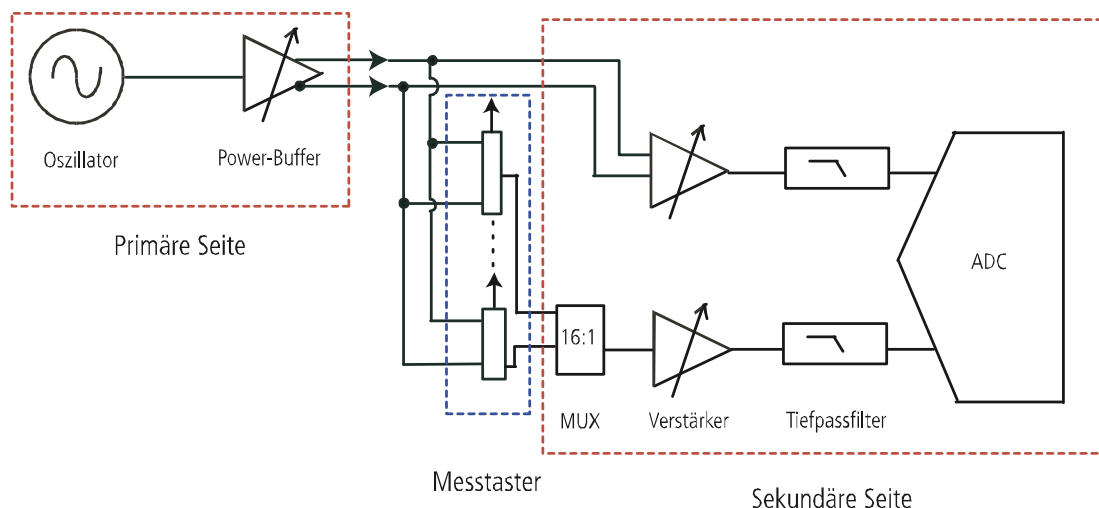 Oszillator
Power-Buffer
Primäre Seite
ADC
16:1
MUX
Verstärker
Tiefpassfilter
Messtaster
Sekundäre Seite